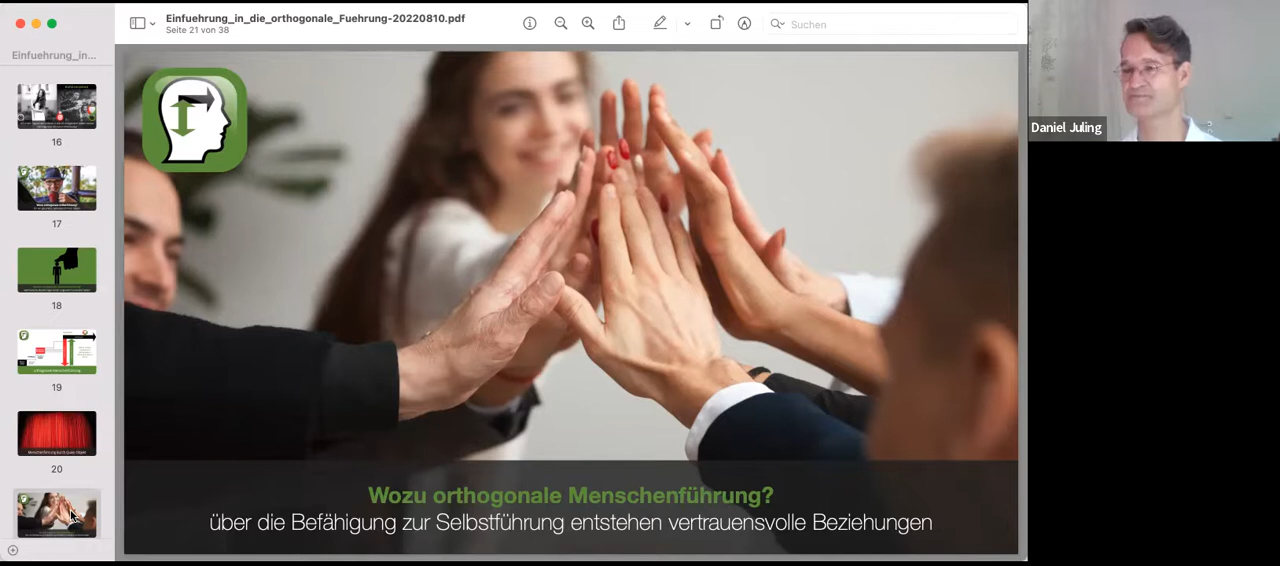 Einfuehrung_in_die_orthogonale_Fuehrung-20220810.pdf
Seite 21 von 38
Suchen
Einfuehrung_in...
16
17
18
19
20
Wozu orthogonale Menschenführung?
über die Befähigung zur Selbstführung entstehen vertrauensvolle Beziehungen
Daniel Juling